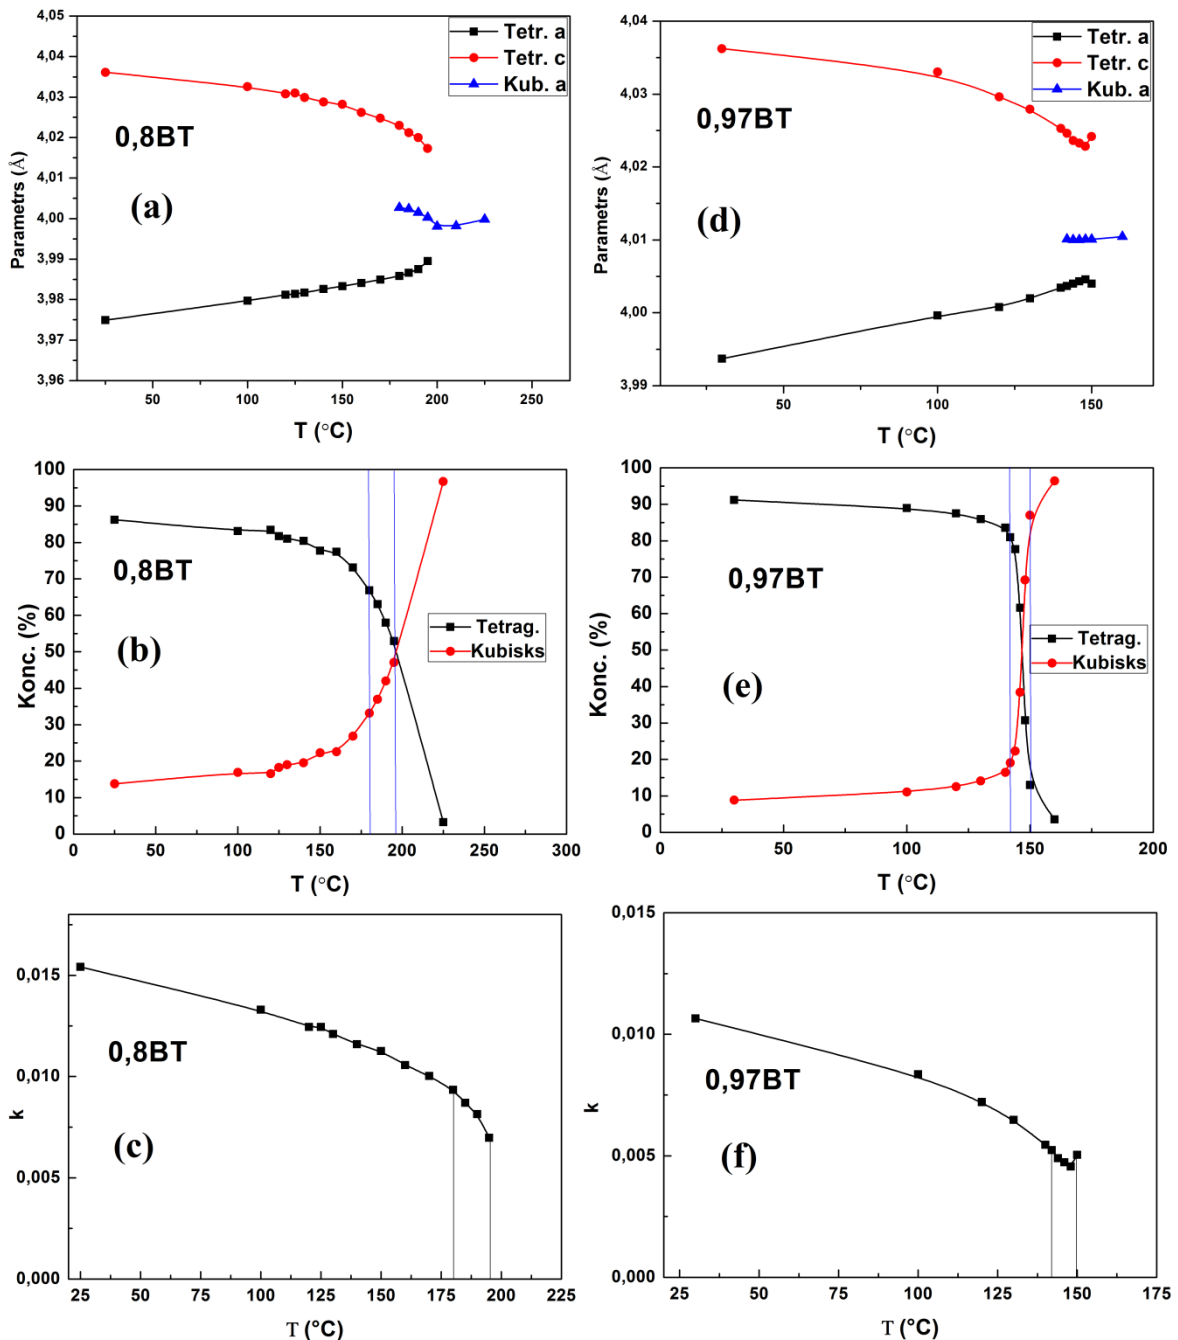 4,05
4,04
4,03
4,02
4,01
4,00
3,99
3,98
3,97
3,96
Parametrs (Å)
Tetr. a
Tetr. c
Kub. a
0,8BT
(a)
50 100 150 200 250
T (°C)
4,04
4,03
4,02
4,01
4,00
3,99
Parametrs (Å)
Tetr. a
Tetr. c
Kub. a
0,97BT
(d)
50 100 150
T (°C)
100
90
80
70
60
50
40
30
20
10
0
Konc. (%)
0,8BT
Tetrag.
Kubisks
(b)
0 50 100 150 200 250 300
T (°C)
100
90
80
70
60
50
40
30
20
10
0
Konc. (%)
0,97BT
Tetrag.
Kubisks
(e)
0 50 100 150 200
T (°C)
0,015
0,010
0,005
0,000
k
0,8BT
(c)
25 50 75 100 125 150 175 200 225
T (°C)
0,015
0,010
0,005
0,000
k
0,97BT
(f)
25 50 75 100 125 150 175
T (°C)